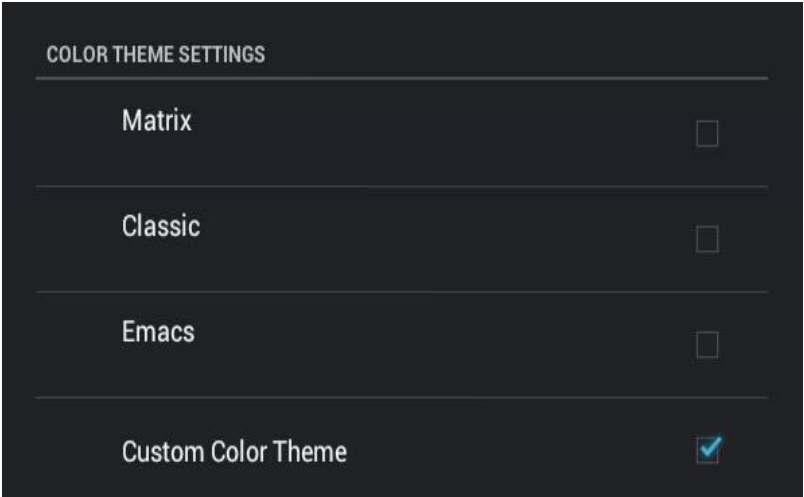 COLOR THEME SETTINGS
Matrix
Classic
Emacs
Custom Color Theme